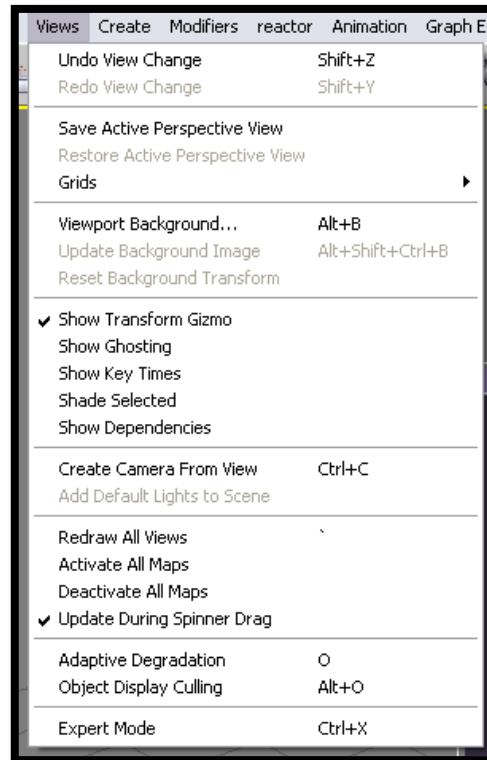 Views Create Modifiers reactor Animation Graph E
Undo View Change Shift+Z
Redo View Change Shift+Y
Save Active Perspective View
Restore Active Perspective View
Grids
Viewport Background... Alt+B
Update Background Image Alt+Shift+Ctrl+B
Reset Background Transform
Show Transform Gizmo
Show Ghosting
Show Key Times
Shade Selected
Show Dependencies
Create Camera From View Ctrl+C
Add Default Lights to Scene
Redraw All Views `
Activate All Maps
Deactivate All Maps
Update During Spinner Drag
Adaptive Degradation O
Object Display Culling Alt+O
Expert Mode Ctrl+X